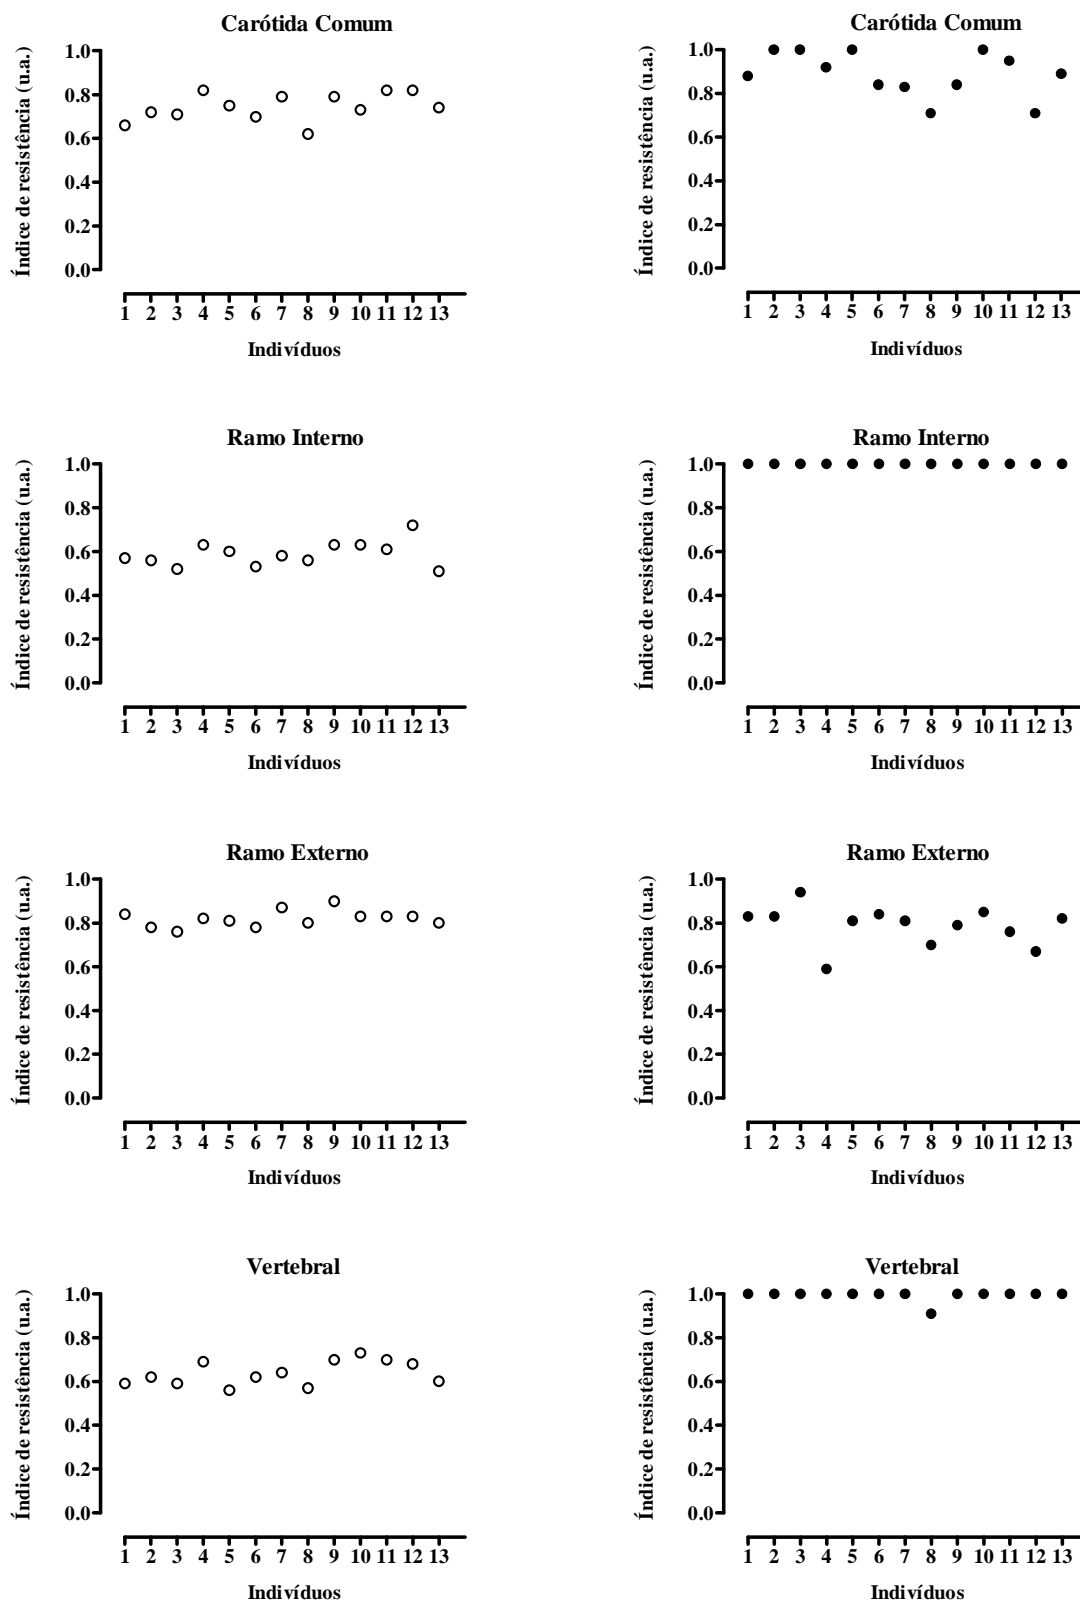 Carótida Comum
Índice de resistência (u.a.)
1.0
0.8
0.6
0.4
0.2
0.0
1 2 3 4 5 6 7 8 9 10 11 12 13
Indivíduos
Carótida Comum
Índice de resistência (u.a.)
1.0
0.8
0.6
0.4
0.2
0.0
1 2 3 4 5 6 7 8 9 10 11 12 13
Indivíduos
Ramo Interno
Índice de resistência (u.a.)
1.0
0.8
0.6
0.4
0.2
0.0
1 2 3 4 5 6 7 8 9 10 11 12 13
Indivíduos
Ramo Interno
Índice de resistência (u.a.)
1.0
0.8
0.6
0.4
0.2
0.0
1 2 3 4 5 6 7 8 9 10 11 12 13
Indivíduos
Ramo Externo
Índice de resistência (u.a.)
1.0
0.8
0.6
0.4
0.2
0.0
1 2 3 4 5 6 7 8 9 10 11 12 13
Indivíduos
Ramo Externo
Índice de resistência (u.a.)
1.0
0.8
0.6
0.4
0.2
0.0
1 2 3 4 5 6 7 8 9 10 11 12 13
Indivíduos
Vertebral
Índice de resistência (u.a.)
1.0
0.8
0.6
0.4
0.2
0.0
1 2 3 4 5 6 7 8 9 10 11 12 13
Indivíduos
Vertebral
Índice de resistência (u.a.)
1.0
0.8
0.6
0.4
0.2
0.0
1 2 3 4 5 6 7 8 9 10 11 12 13
Indivíduos